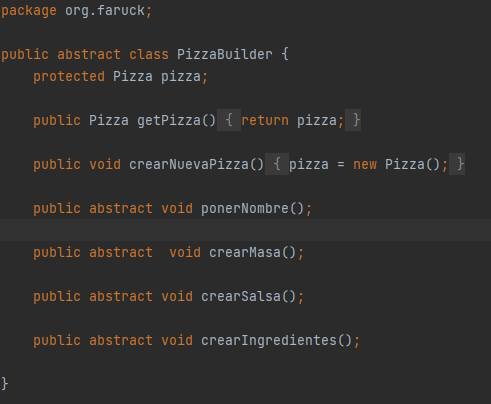 package org.faruck;
public abstract class PizzaBuilder {
protected Pizza pizza;
public Pizza getPizza() { return pizza; }
public void crearNuevaPizza() { pizza = new Pizza(); }
public abstract void ponerNombre();
public abstract  void crearMasa();
public abstract void crearSalsa();
public abstract void crearIngredientes();
}